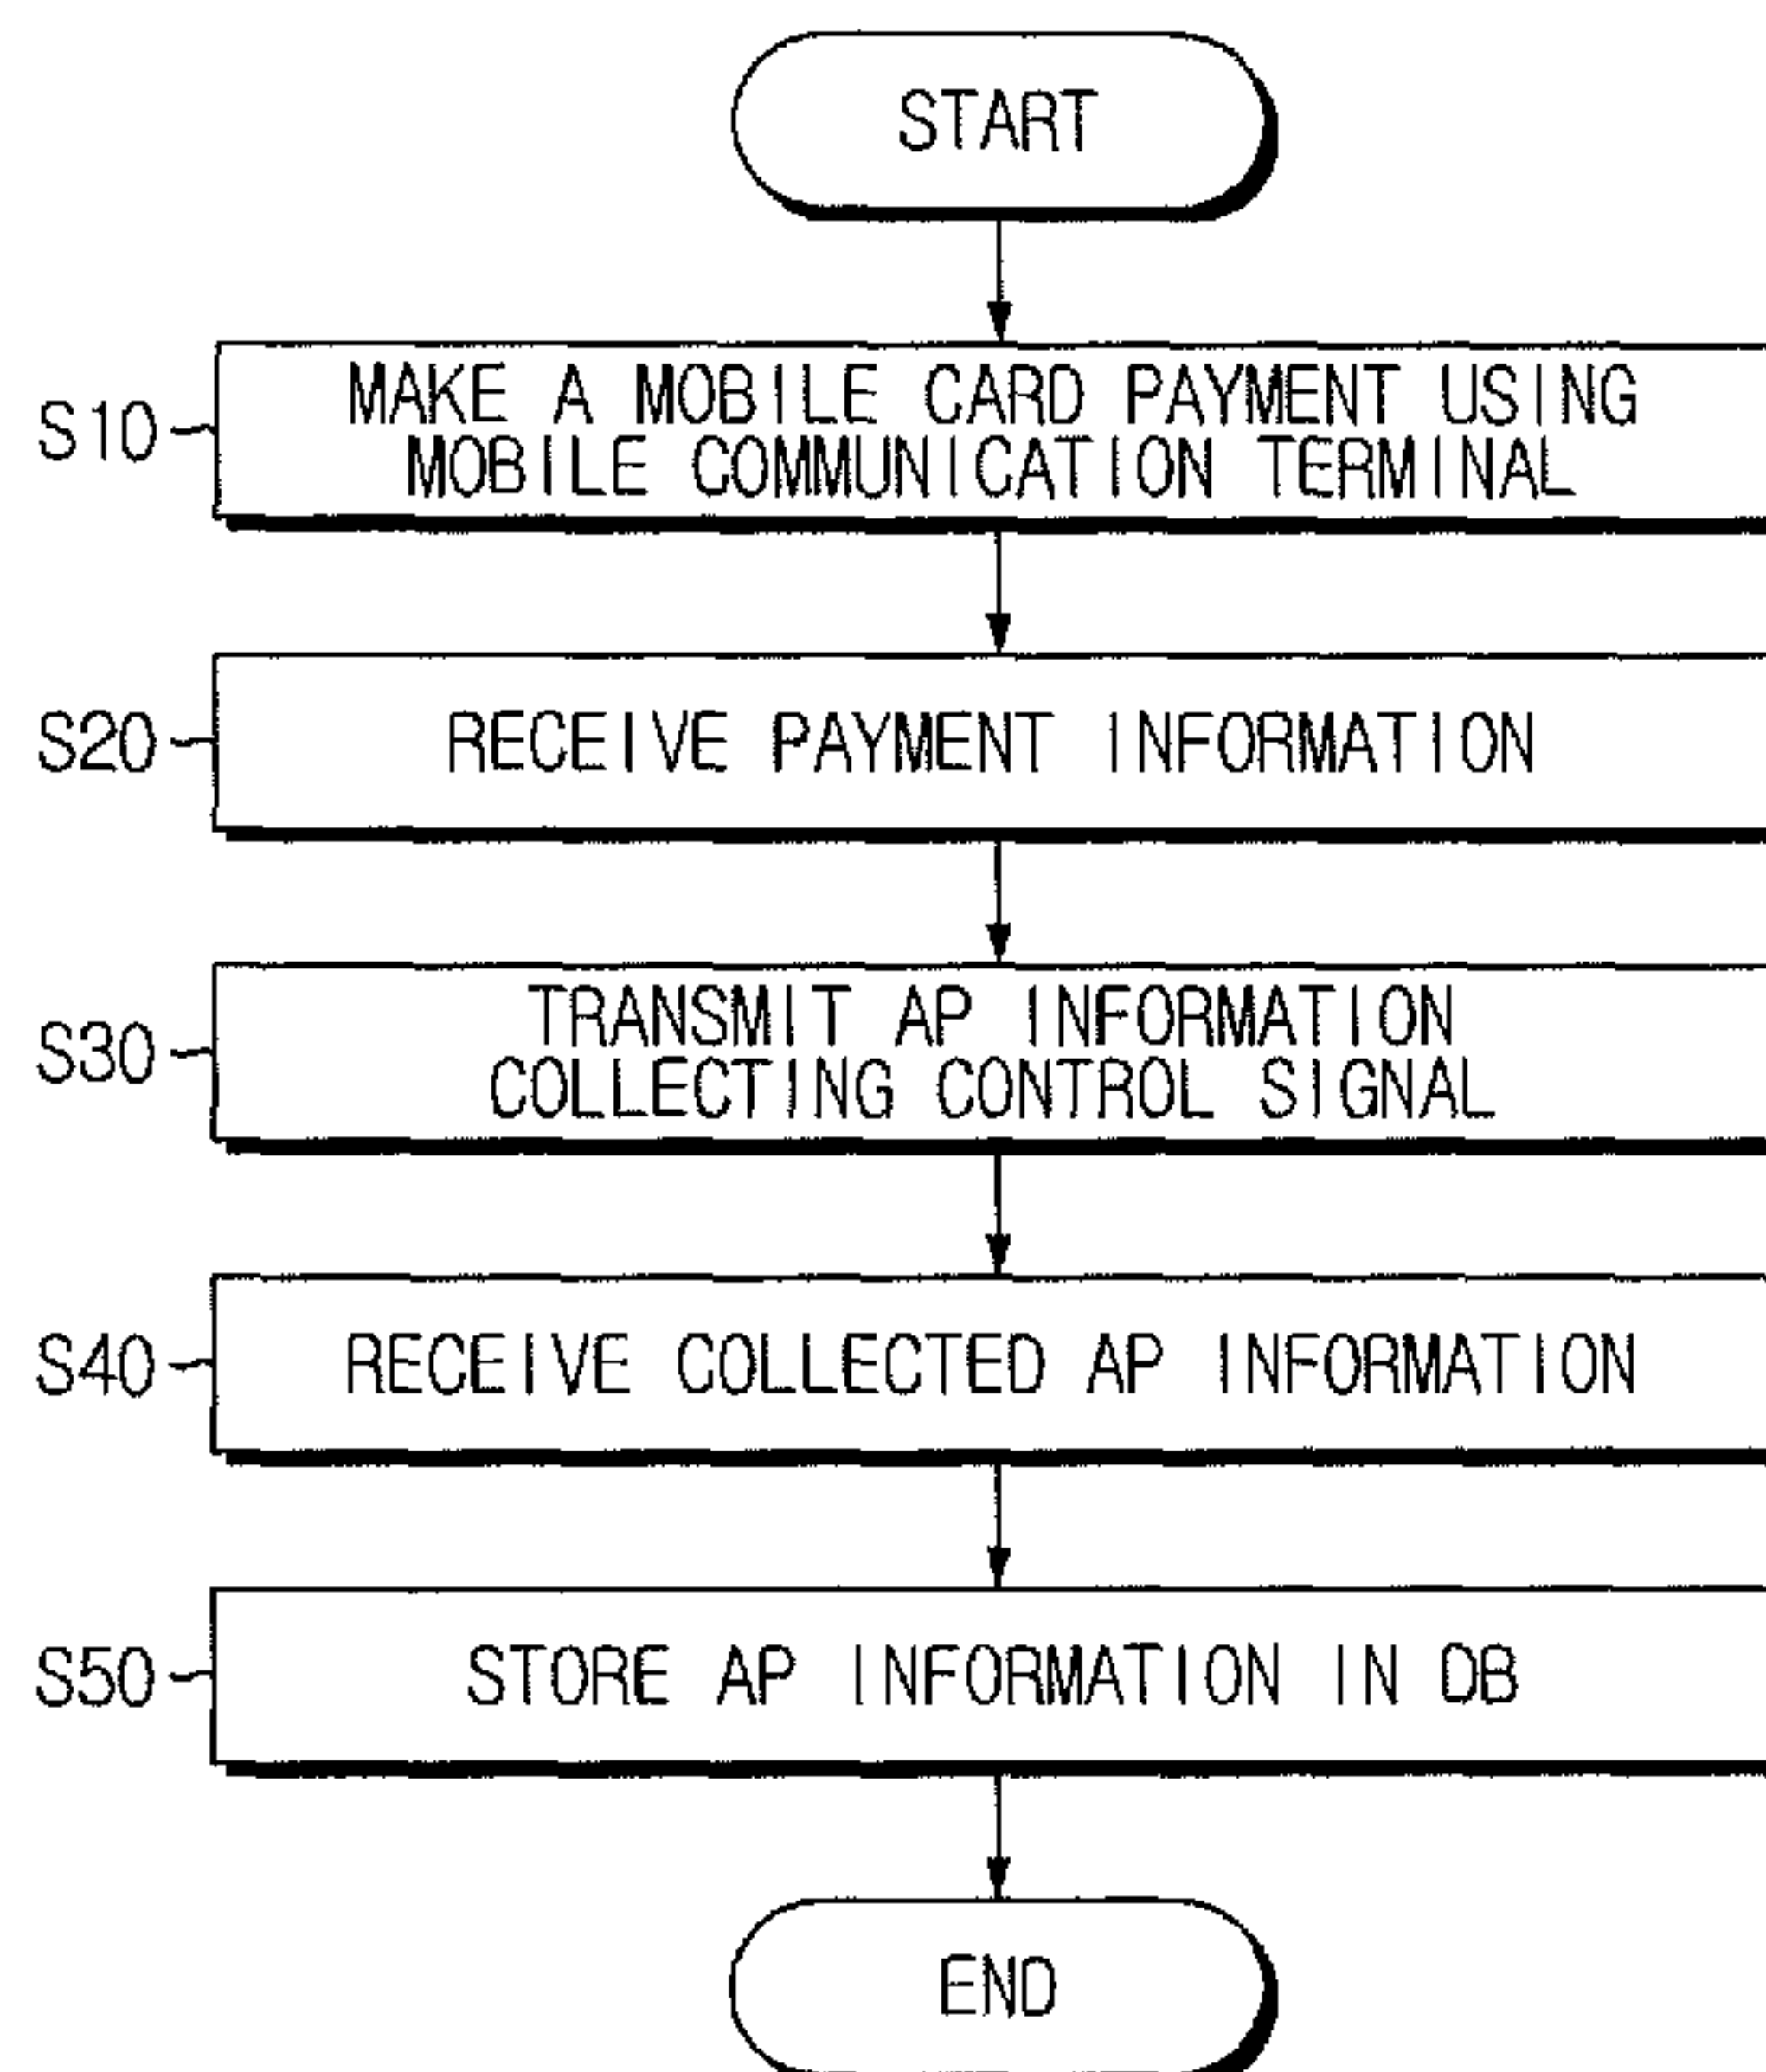 START
S10
MAKE A MOBILE CARD PAYMENT USING
MOBILE COMMUNICATION TERMINAL
S20
RECEIVE PAYMENT INFORMATION
S30
TRANSMIT AP INFORMATION
COLLECTING CONTROL SIGNAL
S40
RECEIVE COLLECTED AP INFORMATION
S50
STORE AP INFORMATION IN DB
END